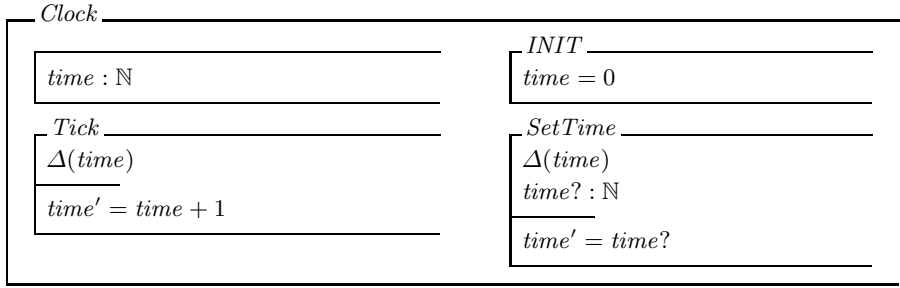 Clock
time : ℕ
INIT
time = 0
Tick
Δ(time)
time′ = time + 1
SetTime
Δ(time)
time? : ℕ
time′ = time?